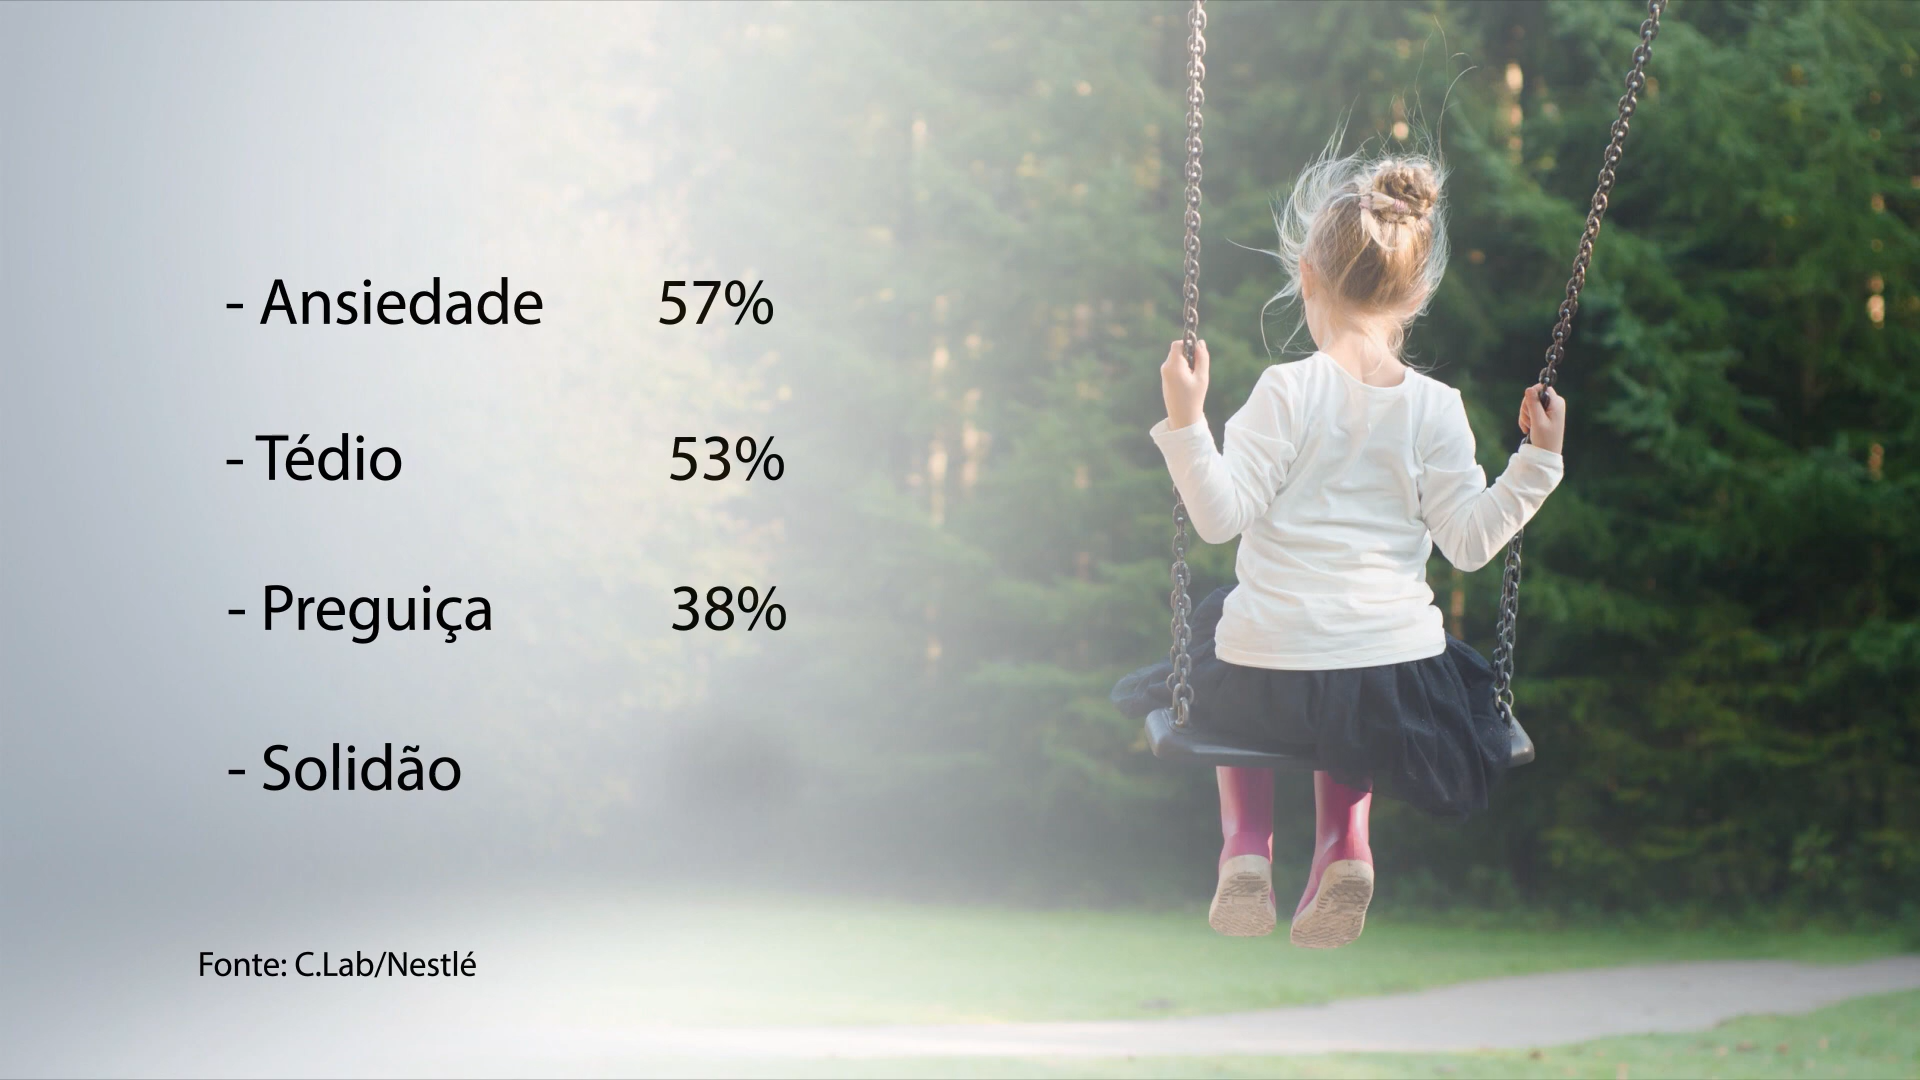 - Ansiedade 57%
- Tédio 53%
- Preguiça 38%
- Solidão
Fonte: C.Lab/Nestlé